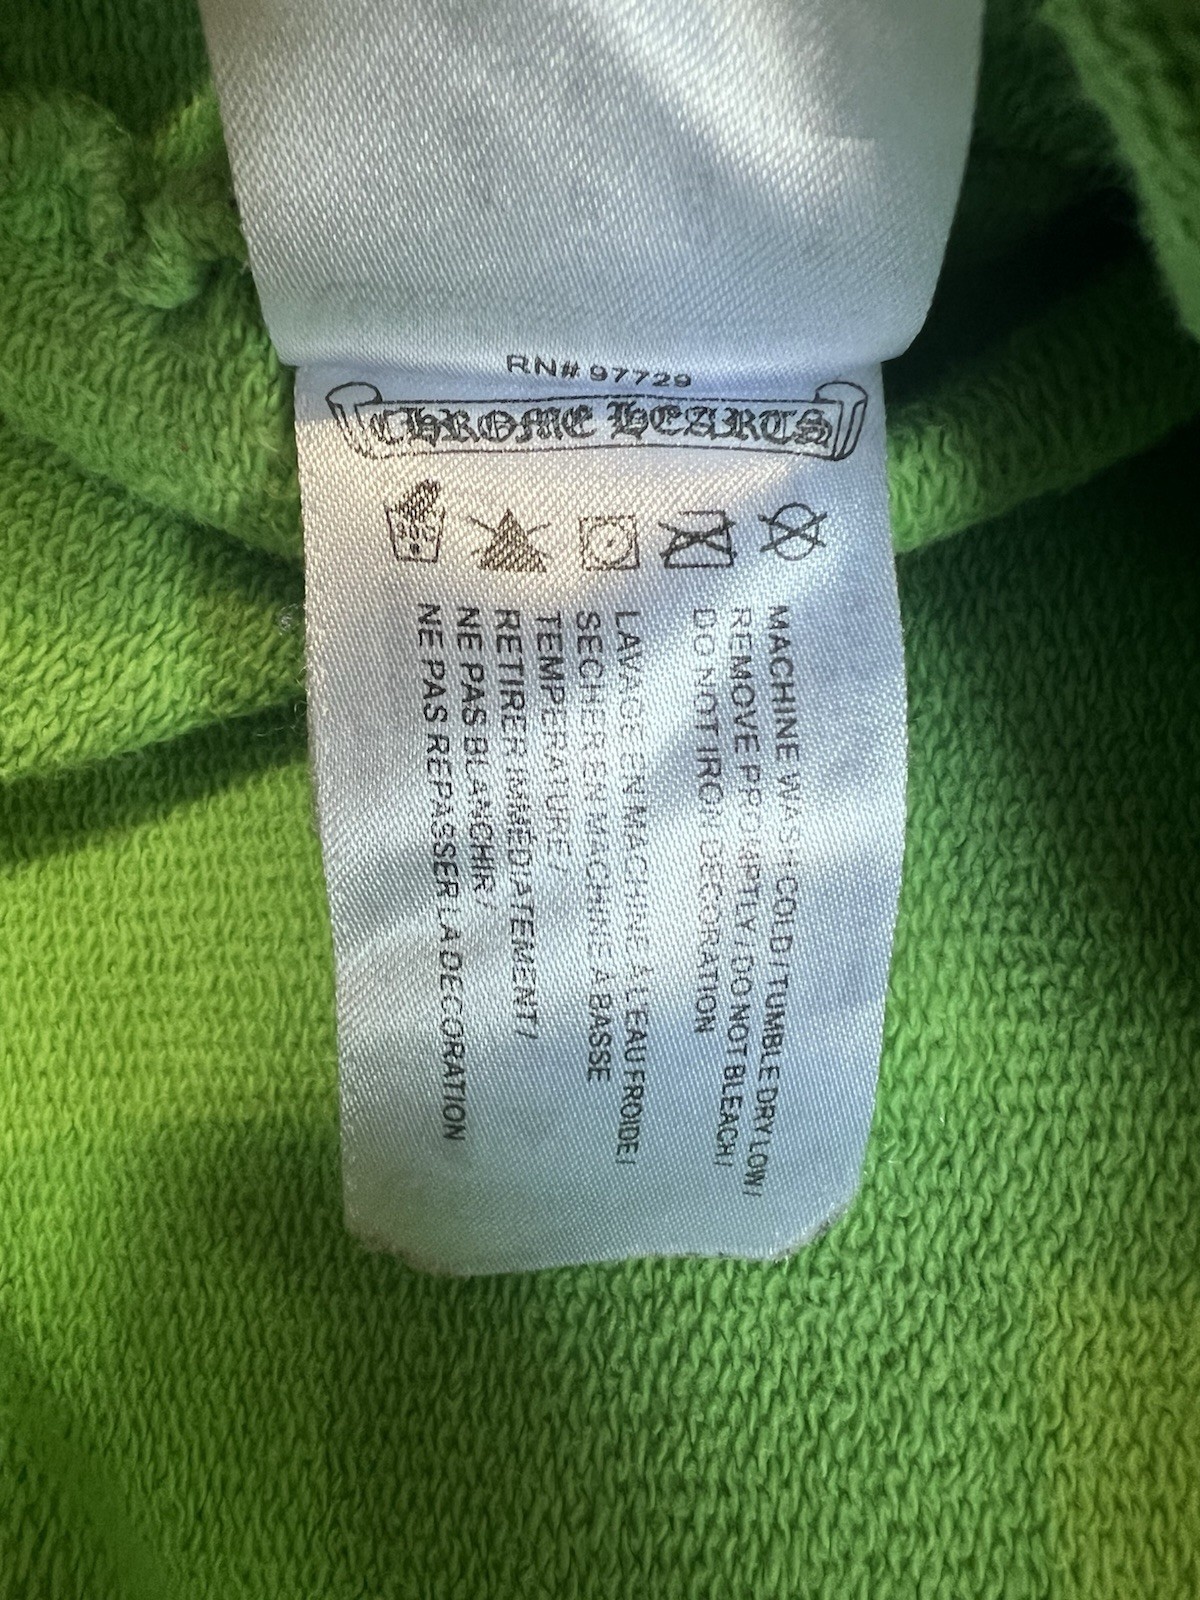 RN# 97729
CHROME HEARTS
MACHINE WASH COLD / TUMBLE DRY LOW /
REMOVE PROMPTLY / DO NOT BLEACH /
DO NOT IRON DECORATION
LAVAGE EN MACHINE À L'EAU FROIDE /
SECHER EN MACHINE À BASSE
TEMPERATURE /
RETIRER IMMÉDIATEMENT /
NE PAS BLANCHIR /
NE PAS REPASSER LA DECORATION